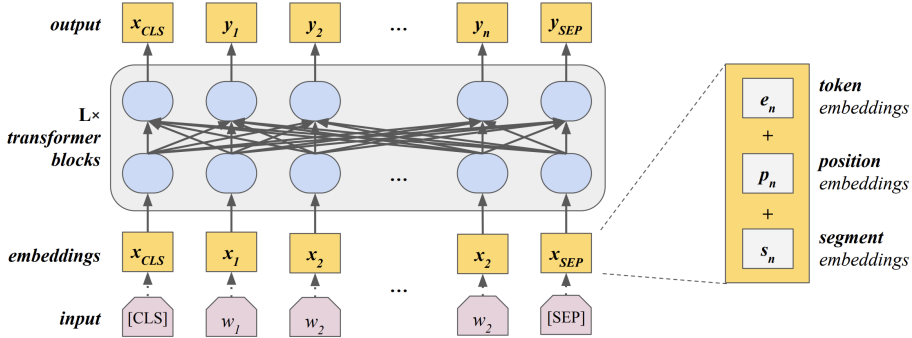 output x_CLS y_1 y_2 ... y_n y_SEP
L×
transformer
blocks
...
embeddings x_CLS x_1 x_2 x_2 x_SEP
...
input [CLS] w_1 w_2 w_2 [SEP]
e_n token
embeddings
+
p_n position
embeddings
+
s_n segment
embeddings